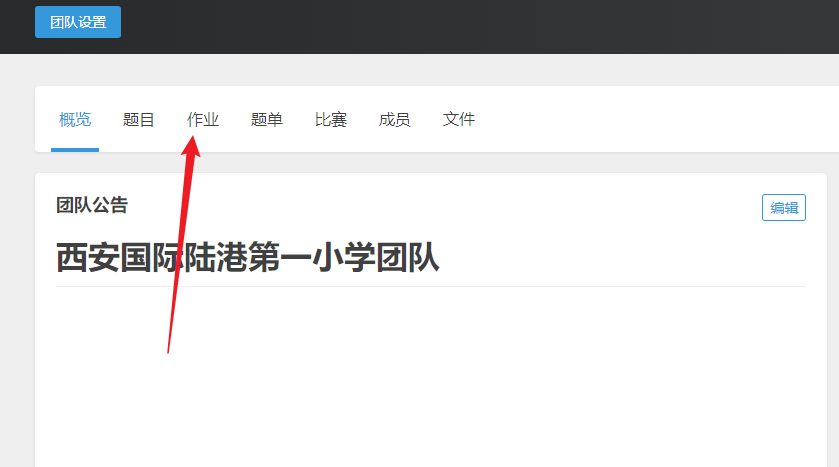 团队设置
概览 题目 作业 题单 比赛 成员 文件
团队公告 编辑
西安国际陆港第一小学团队